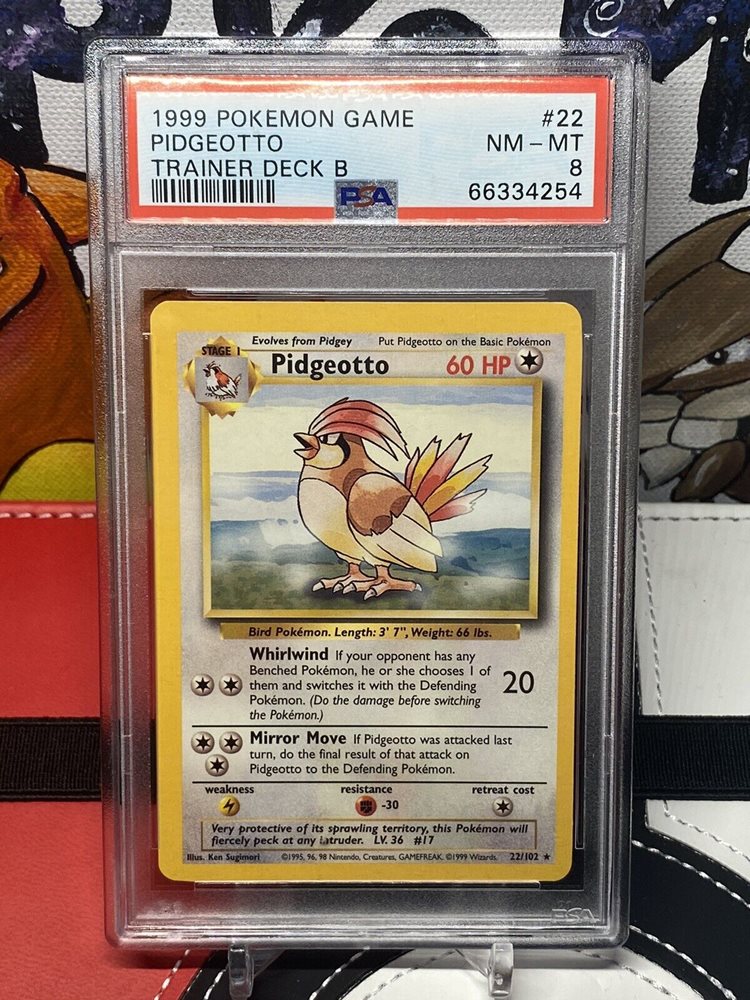 1999 POKEMON GAME #22
PIDGEOTTO NM - MT
TRAINER DECK B 8
PSA 66334254
Evolves from Pidgey Put Pidgeotto on the Basic Pokémon
STAGE 1
Pidgeotto 60 HP
Bird Pokémon. Length: 3' 7", Weight: 66 lbs.
Whirlwind If your opponent has any
Benched Pokémon, he or she chooses 1 of
them and switches it with the Defending
Pokémon. (Do the damage before switching
the Pokémon.)
20
Mirror Move If Pidgeotto was attacked last
turn, do the final result of that attack on
Pidgeotto to the Defending Pokémon.
weakness resistance retreat cost
-30
Very protective of its sprawling territory, this Pokémon will
fiercely peck at any intruder. LV. 36 #17
Illus. Ken Sugimori ©1995, 96, 98 Nintendo, Creatures, GAMEFREAK. ©1999 Wizards. 22/102 ★
PSA